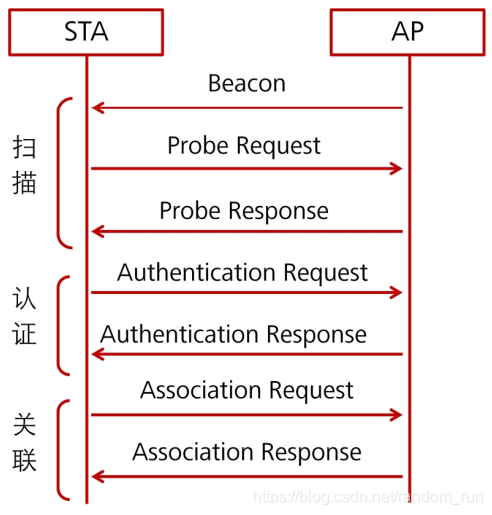 STA
AP
Beacon
扫描
Probe Request
Probe Response
认证
Authentication Request
Authentication Response
关联
Association Request
Association Response
https://blog.csdn.net/random_run